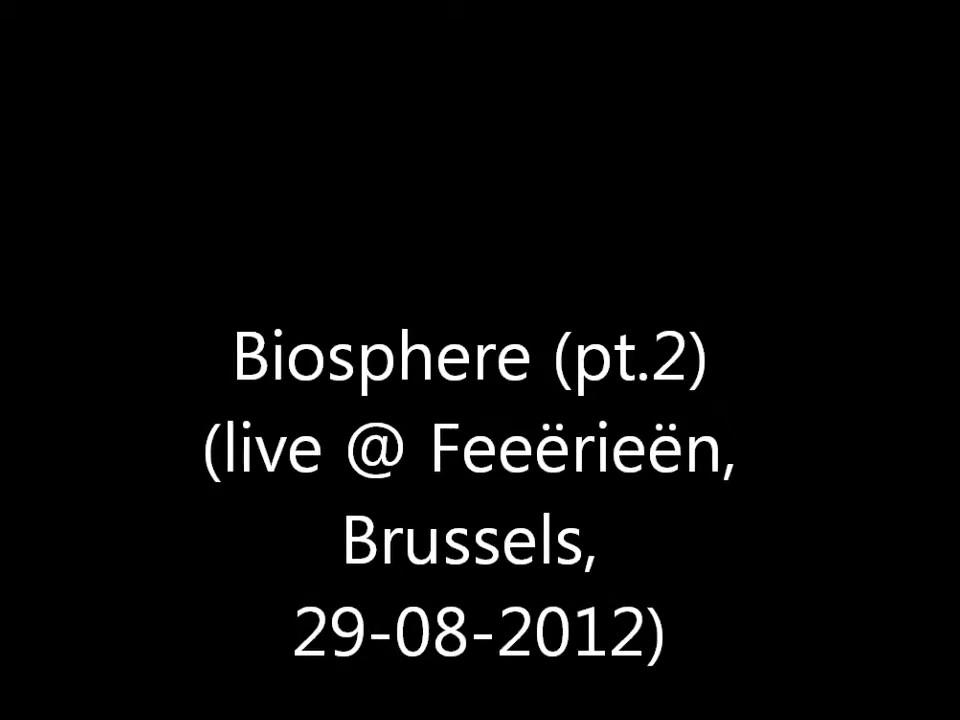 Biosphere (pt.2)
(live @ Feeërieën,
Brussels,
29-08-2012)